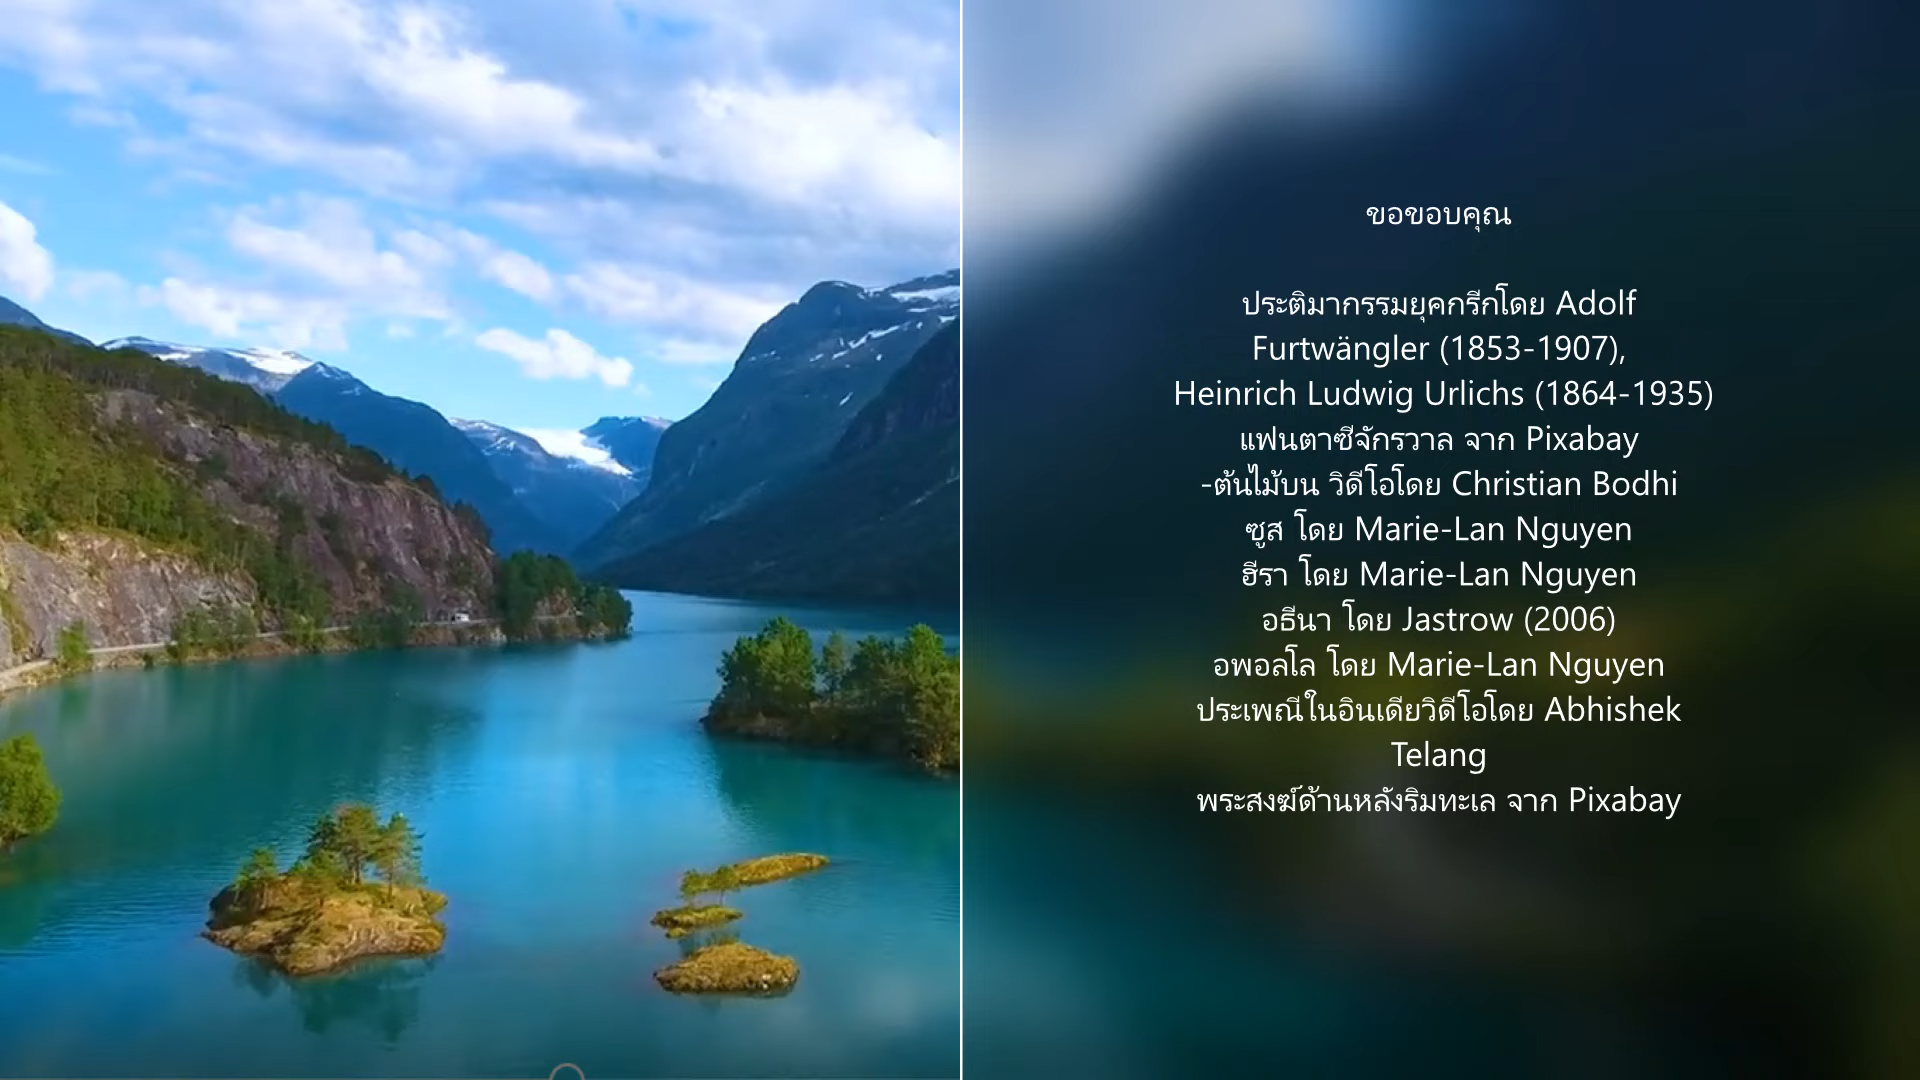 ขอขอบคุณ
ประติมากรรมยุคกรีกโดย Adolf
Furtwängler (1853-1907),
Heinrich Ludwig Urlichs (1864-1935)
แฟนตาซีจักรวาล จาก Pixabay
-ต้นไม้บน วิดีโอโดย Christian Bodhi
ซูส โดย Marie-Lan Nguyen
ฮีรา โดย Marie-Lan Nguyen
อธีนา โดย Jastrow (2006)
อพอลโล โดย Marie-Lan Nguyen
ประเพณีในอินเดียวิดีโอโดย Abhishek
Telang
พระสงฆ์ด้านหลังริมทะเล จาก Pixabay